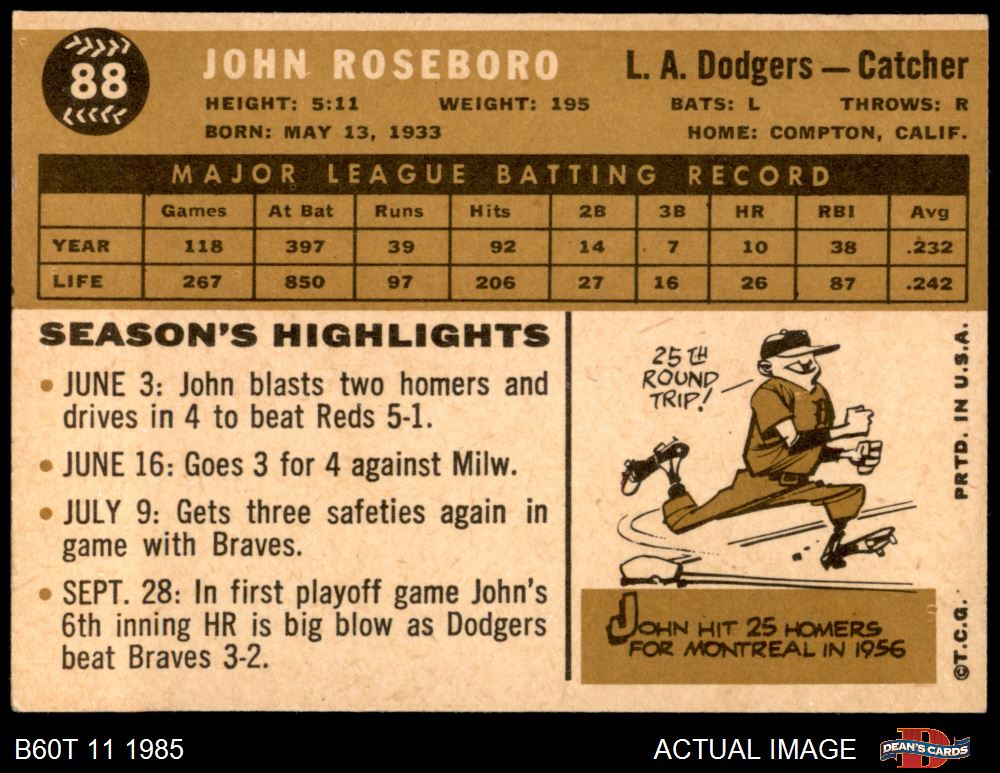 88
JOHN ROSEBORO
L. A. Dodgers — Catcher
HEIGHT: 5:11 WEIGHT: 195 BATS: L THROWS: R
BORN: MAY 13, 1933 HOME: COMPTON, CALIF.
MAJOR LEAGUE BATTING RECORD
Games At Bat Runs Hits 2B 3B HR RBI Avg
YEAR 118 397 39 92 14 7 10 38 .232
LIFE 267 850 97 206 27 16 26 87 .242
SEASON'S HIGHLIGHTS
• JUNE 3: John blasts two homers and
drives in 4 to beat Reds 5-1.
• JUNE 16: Goes 3 for 4 against Milw.
• JULY 9: Gets three safeties again in
game with Braves.
• SEPT. 28: In first playoff game John's
6th inning HR is big blow as Dodgers
beat Braves 3-2.
25TH
ROUND
TRIP!
JOHN HIT 25 HOMERS
FOR MONTREAL IN 1956
©T.C.G. PRTD. IN U.S.A.
B60T 11 1985
ACTUAL IMAGE
DEAN'S CARDS